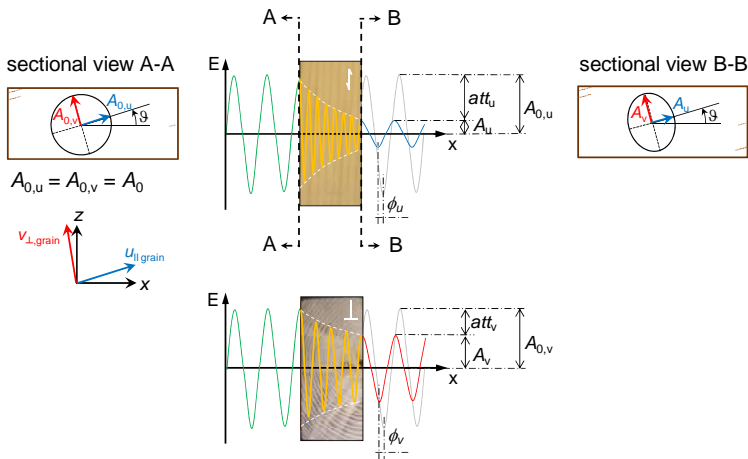 sectional view A-A
A₀,ᵥ A₀,ᵤ ϑ
A₀,ᵤ = A₀,ᵥ = A₀
z
v⊥,grain
u|| grain
x
A B
E
attᵤ
Aᵤ
A₀,ᵤ
x
ϕᵤ
A B
sectional view B-B
Aᵥ Aᵤ ϑ
E
⊥
attᵥ
Aᵥ
A₀,ᵥ
x
ϕᵥ